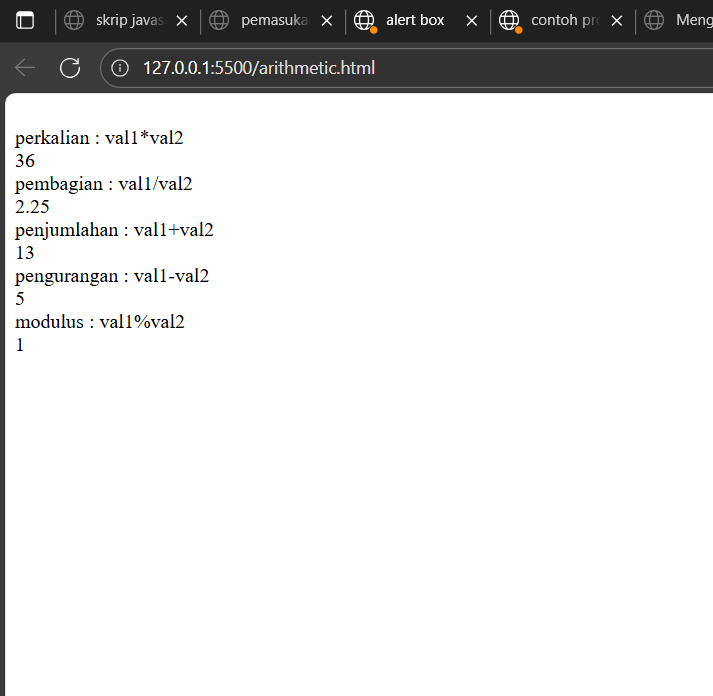 skrip javas
pemasuka
alert box
contoh pr
Meng
127.0.0.1:5500/arithmetic.html
perkalian : val1*val2
36
pembagian : val1/val2
2.25
penjumlahan : val1+val2
13
pengurangan : val1-val2
5
modulus : val1%val2
1